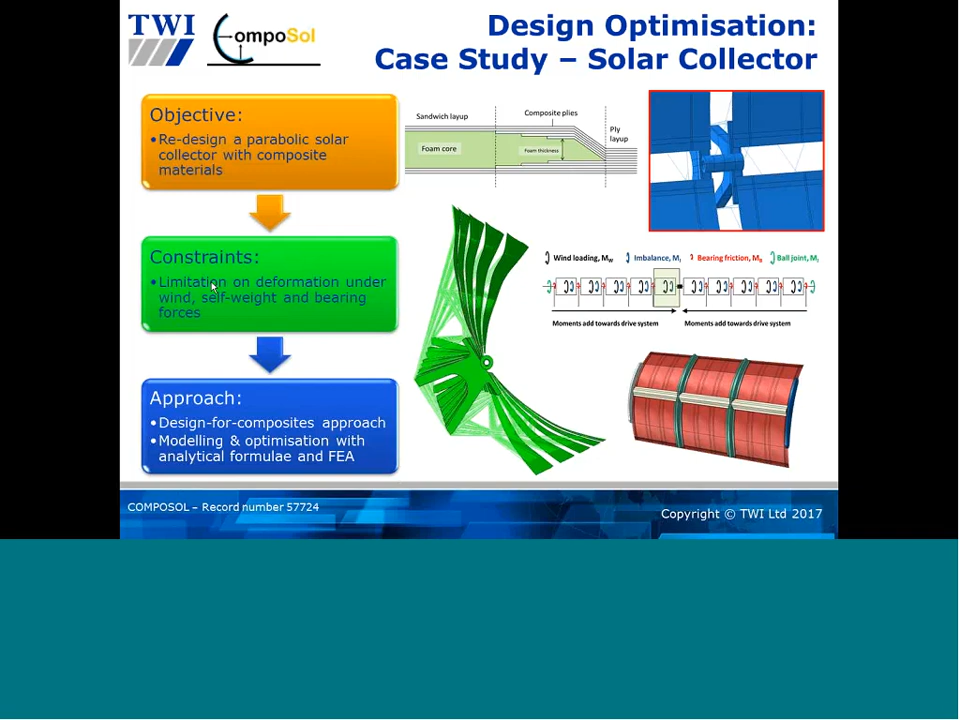 TWI
CompoSol
Design Optimisation:
Case Study – Solar Collector
Objective:
•Re-design a parabolic solar
collector with composite
materials
Constraints:
•Limitation on deformation under
wind, self-weight and bearing
forces
Approach:
•Design-for-composites approach
•Modelling & optimisation with
analytical formulae and FEA
Sandwich layup
Composite plies
Ply
layup
Foam core
Foam thickness
Wind loading, MW
Imbalance, MI
Bearing friction, MB
Ball joint, MJ
Moments add towards drive system
Moments add towards drive system
COMPOSOL – Record number 57724
Copyright © TWI Ltd 2017